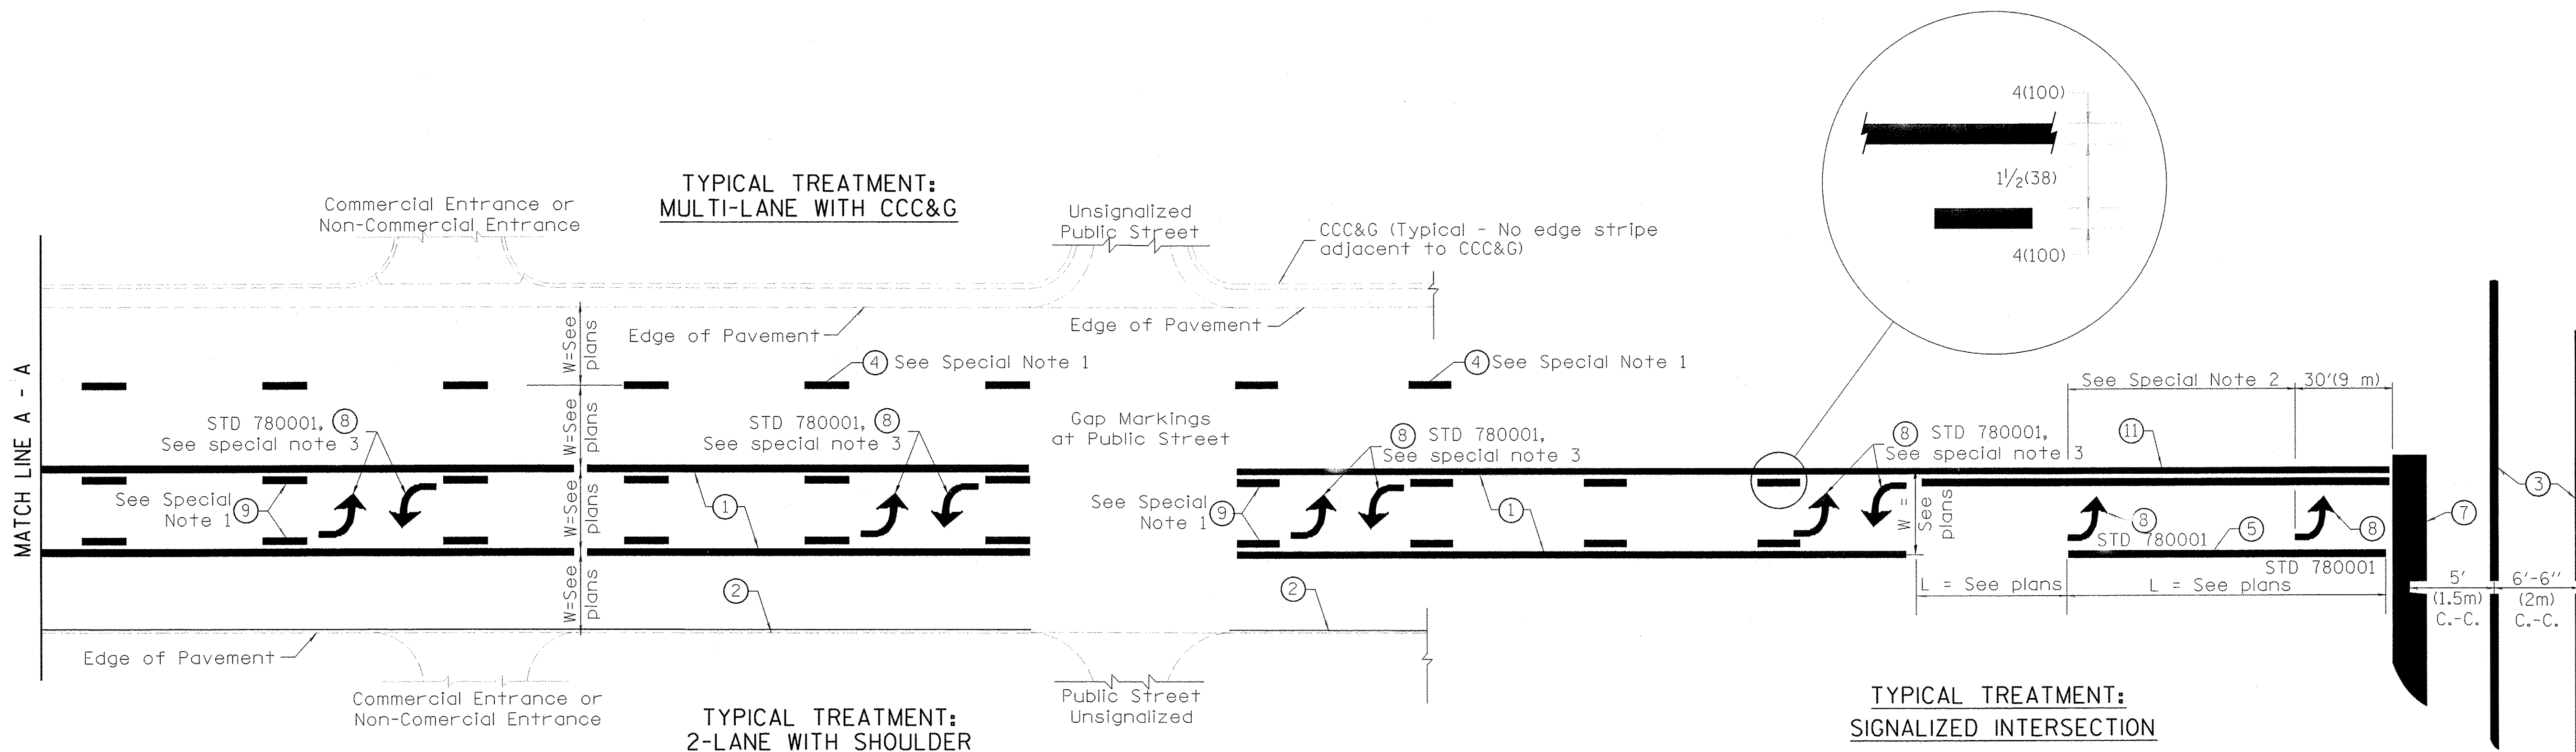 4(100)
1 1/2(38)
4(100)
TYPICAL TREATMENT:
MULTI-LANE WITH CCC&G
Commercial Entrance or
Non-Commercial Entrance
Unsignalized
Public Street
CCC&G (Typical - No edge stripe
adjacent to CCC&G)
Edge of Pavement
Edge of Pavement
W=See
plans
4 See Special Note 1
4 See Special Note 1
MATCH LINE A - A
STD 780001, 8
See special note 3
W=See
plans
STD 780001, 8
See special note 3
Gap Markings
at Public Street
8 STD 780001,
See special note 3
8 STD 780001,
See special note 3
See Special Note 2
30'(9 m)
11
See Special
Note 1
9
W=See
plans
1
See Special
Note 1
9
1
W =
See
plans
8
STD 780001
5
8
7
3
STD 780001
W=See
plans
2
2
L = See plans
L = See plans
5'
(1.5m)
C.-C.
6'-6''
(2m)
C.-C.
Edge of Pavement
Commercial Entrance or
Non-Comercial Entrance
Public Street
Unsignalized
TYPICAL TREATMENT:
2-LANE WITH SHOULDER
TYPICAL TREATMENT:
SIGNALIZED INTERSECTION